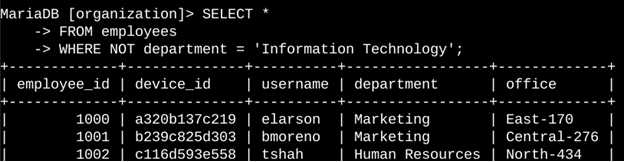 MariaDB [organization]> SELECT *
    -> FROM employees
    -> WHERE NOT department = 'Information Technology';
+-------------+--------------+----------+-----------------+-------------+
| employee_id | device_id    | username | department      | office      |
+-------------+--------------+----------+-----------------+-------------+
|        1000 | a320b137c219 | elarson  | Marketing       | East-170    |
|        1001 | b239c825d303 | bmoreno  | Marketing       | Central-276 |
|        1002 | c116d593e558 | tshah    | Human Resources | North-434   |